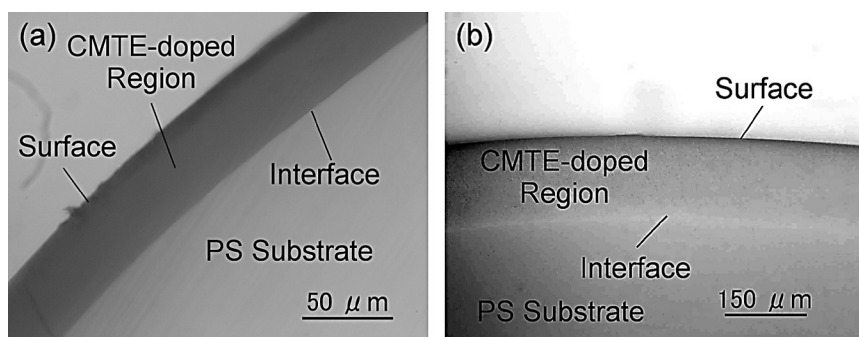 (a)
CMTE-doped
Region
Surface
Interface
PS Substrate
50 μm
(b)
Surface
CMTE-doped
Region
Interface
PS Substrate
150 μm